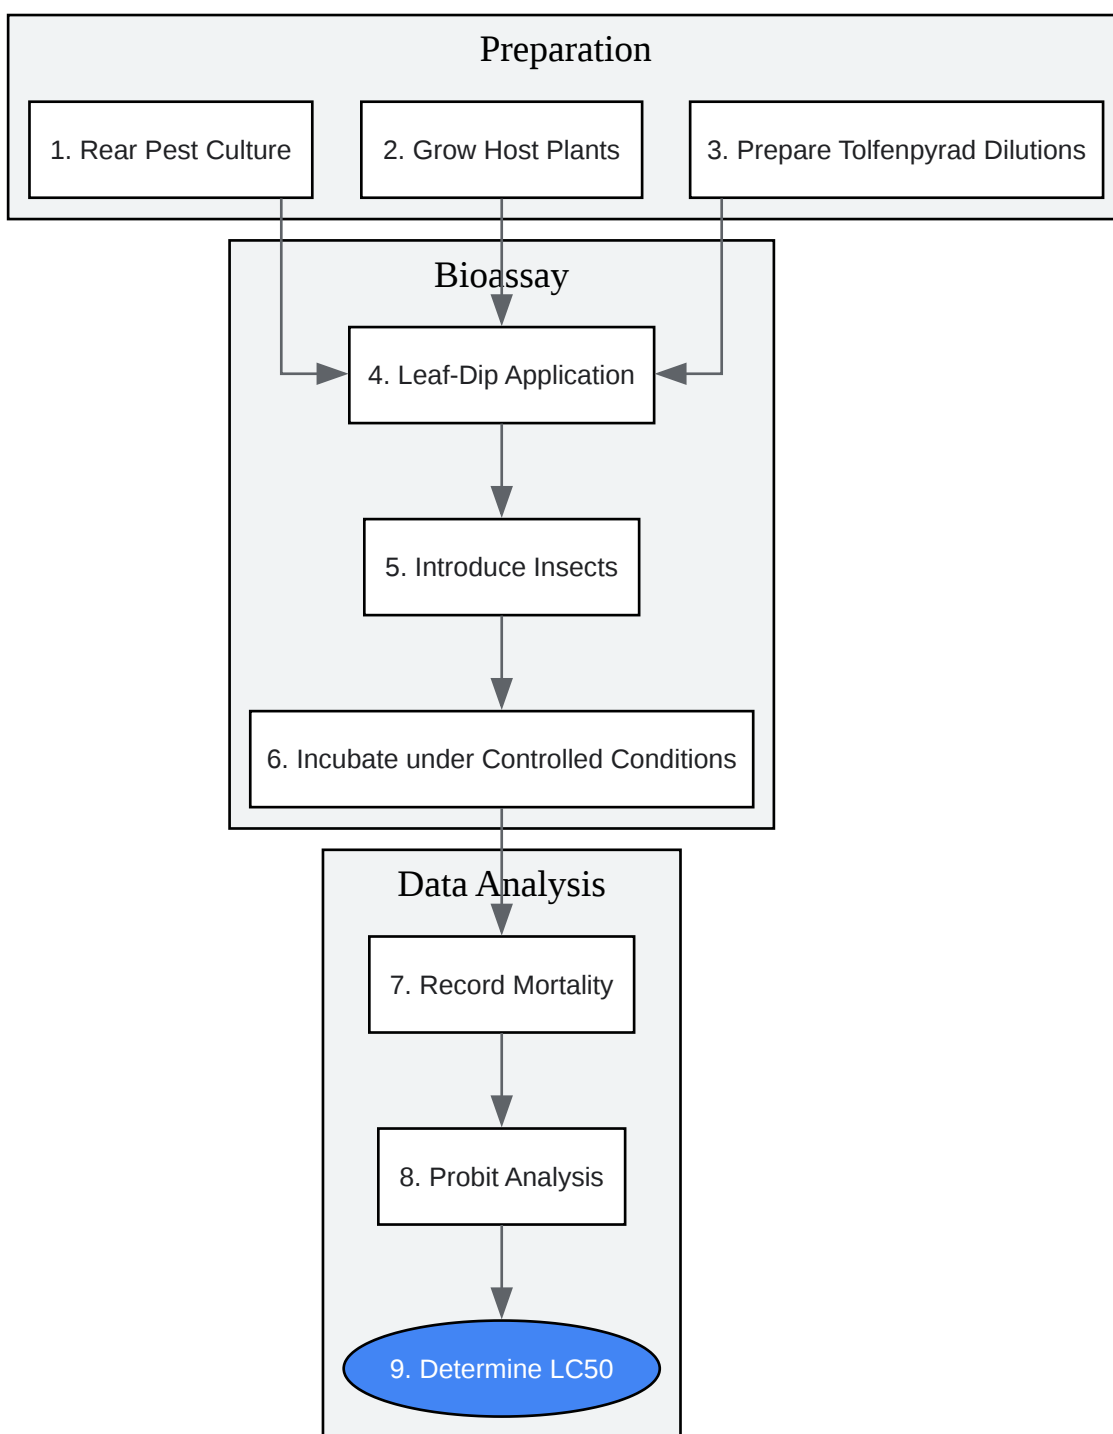 Preparation
1. Rear Pest Culture
2. Grow Host Plants
3. Prepare Tolfenpyrad Dilutions
Bioassay
4. Leaf-Dip Application
5. Introduce Insects
6. Incubate under Controlled Conditions
Data Analysis
7. Record Mortality
8. Probit Analysis
9. Determine LC50